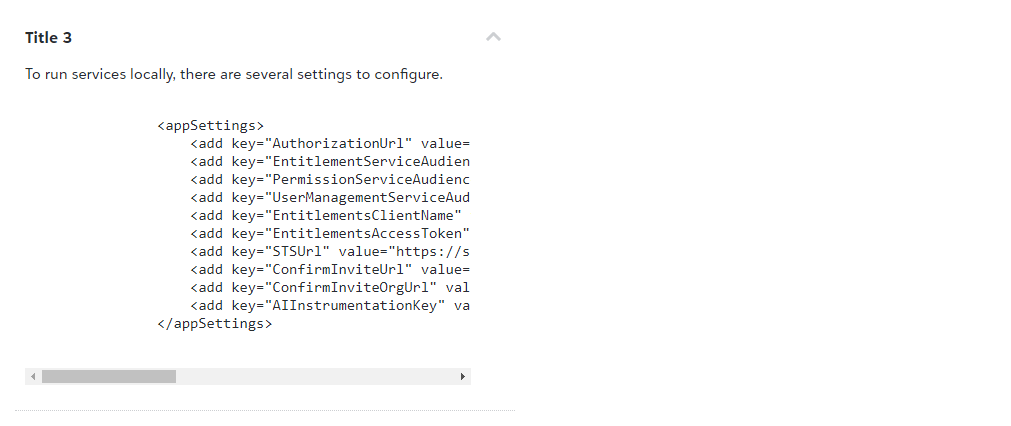 Title 3
To run services locally, there are several settings to configure.
<appSettings>
<add key="AuthorizationUrl" value=
<add key="EntitlementServiceAudien
<add key="PermissionServiceAudienc
<add key="UserManagementServiceAud
<add key="EntitlementsClientName"
<add key="EntitlementsAccessToken"
<add key="STSUrl" value="https://s
<add key="ConfirmInviteUrl" value=
<add key="ConfirmInviteOrgUrl" val
<add key="AIInstrumentationKey" va
</appSettings>